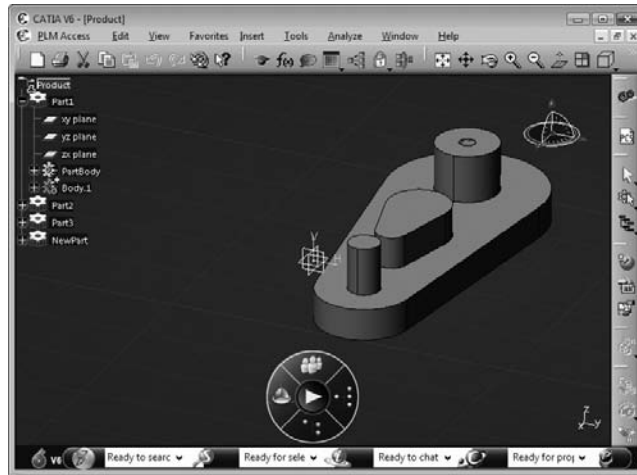 CATIA V6 - [Product]
PLM Access Edit View Favorites Insert Tools Analyze Window Help
Product
Part1
xy plane
yz plane
zx plane
PartBody
Body.1
Part2
Part3
NewPart
V6 Ready to searc Ready for sele Ready to chat Ready for prop